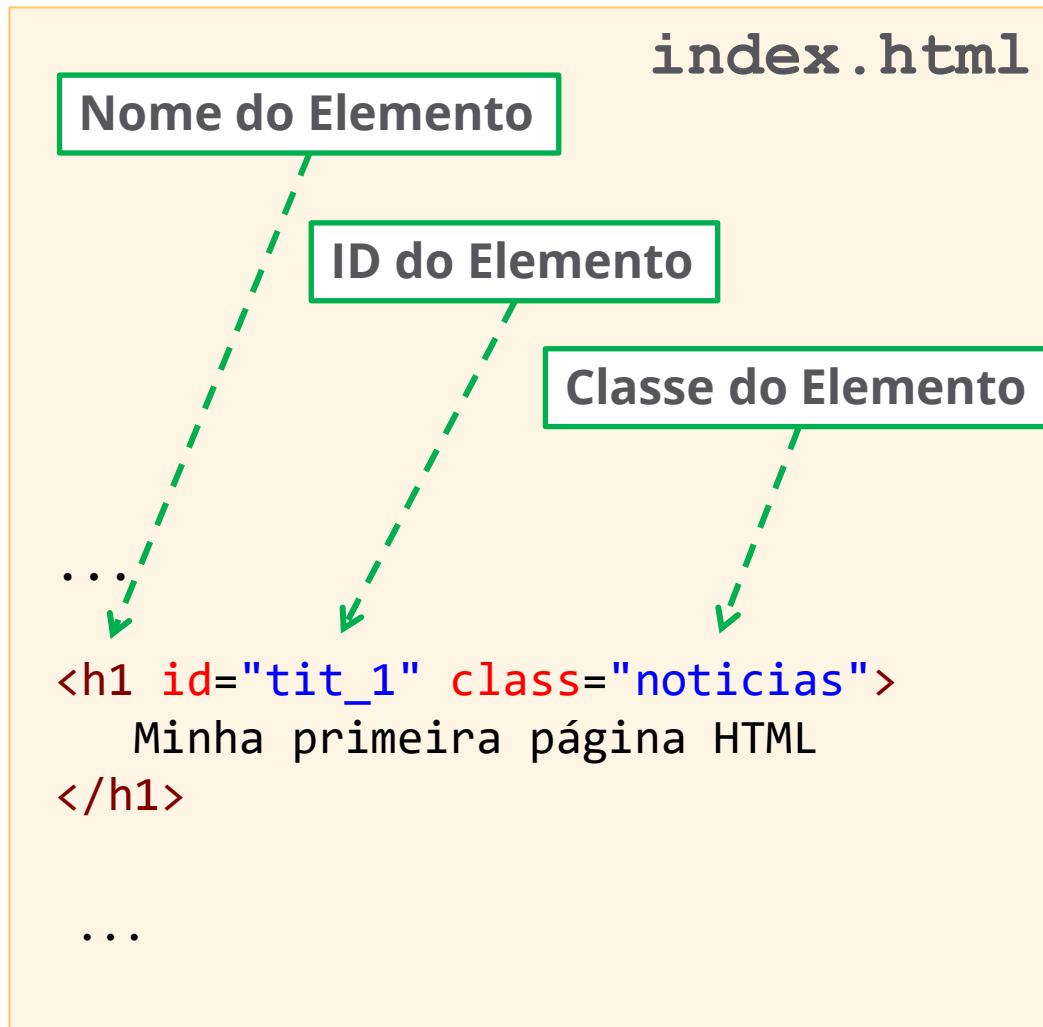 index.html
Nome do Elemento
ID do Elemento
Classe do Elemento
...
<h1 id="tit_1" class="noticias">
Minha primeira página HTML
</h1>
...